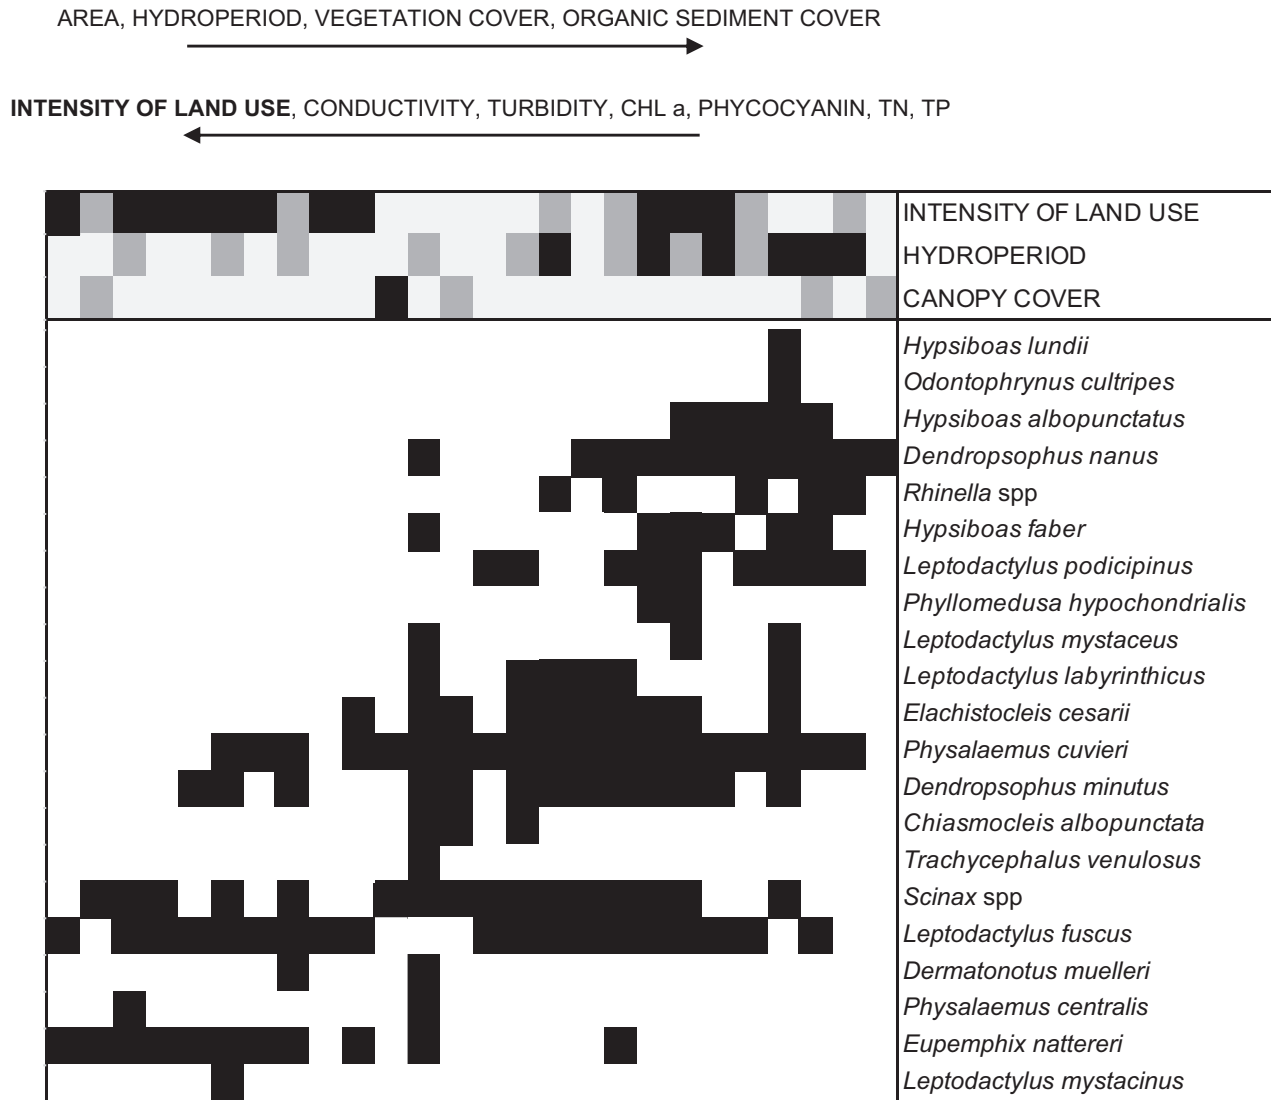 AREA, HYDROPERIOD, VEGETATION COVER, ORGANIC SEDIMENT COVER
INTENSITY OF LAND USE, CONDUCTIVITY, TURBIDITY, CHL a, PHYCOCYANIN, TN, TP
INTENSITY OF LAND USE
HYDROPERIOD
CANOPY COVER
Hypsiboas lundii
Odontophrynus cultripes
Hypsiboas albopunctatus
Dendropsophus nanus
Rhinella spp
Hypsiboas faber
Leptodactylus podicipinus
Phyllomedusa hypochondrialis
Leptodactylus mystaceus
Leptodactylus labyrinthicus
Elachistocleis cesarii
Physalaemus cuvieri
Dendropsophus minutus
Chiasmocleis albopunctata
Trachycephalus venulosus
Scinax spp
Leptodactylus fuscus
Dermatonotus muelleri
Physalaemus centralis
Eupemphix nattereri
Leptodactylus mystacinus